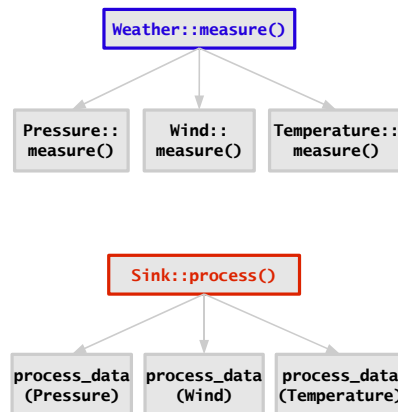 Weather::measure()
Pressure::
measure()
Wind::
measure()
Temperature::
measure()
Sink::process()
process_data
(Pressure)
process_data
(Wind)
process_data
(Temperature)